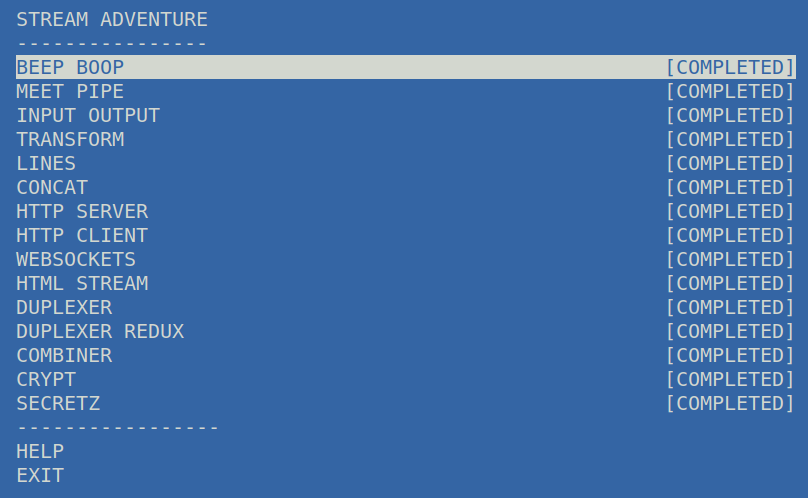 STREAM ADVENTURE
----------------
BEEP BOOP [COMPLETED]
MEET PIPE [COMPLETED]
INPUT OUTPUT [COMPLETED]
TRANSFORM [COMPLETED]
LINES [COMPLETED]
CONCAT [COMPLETED]
HTTP SERVER [COMPLETED]
HTTP CLIENT [COMPLETED]
WEBSOCKETS [COMPLETED]
HTML STREAM [COMPLETED]
DUPLEXER [COMPLETED]
DUPLEXER REDUX [COMPLETED]
COMBINER [COMPLETED]
CRYPT [COMPLETED]
SECRETZ [COMPLETED]
-----------------
HELP
EXIT